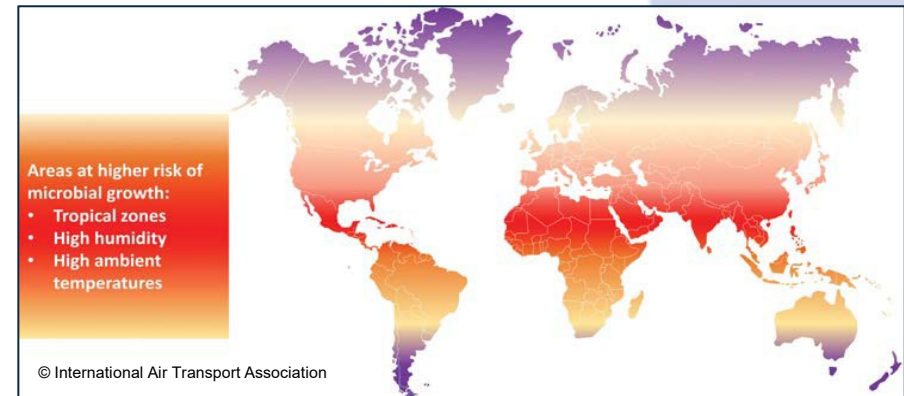 Areas at higher risk of
microbial growth:
• Tropical zones
• High humidity
• High ambient
temperatures
© International Air Transport Association